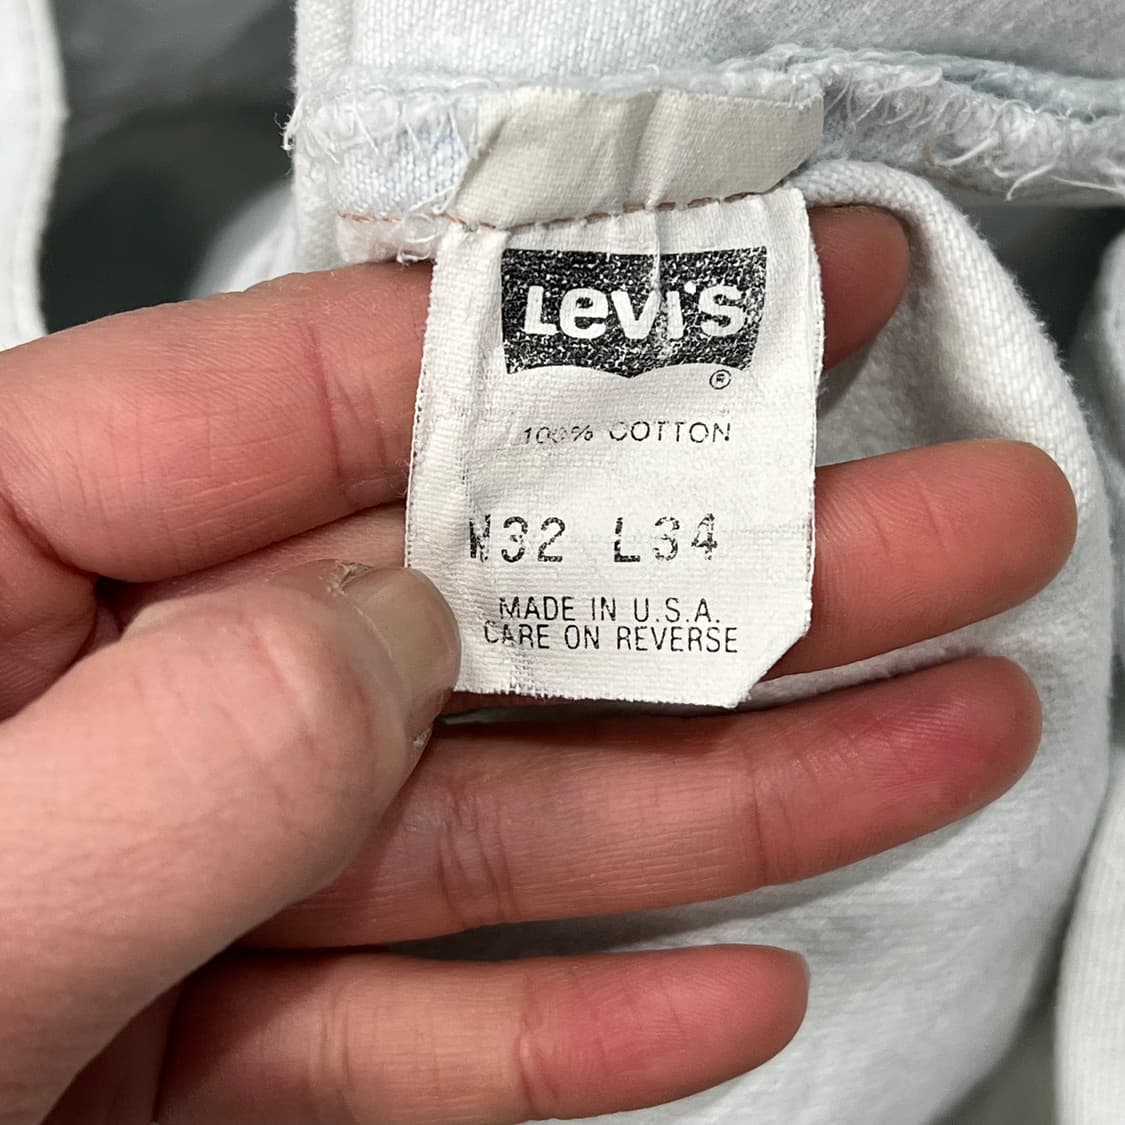 Levi's
®
100% COTTON
W32 L34
MADE IN U.S.A.
CARE ON REVERSE